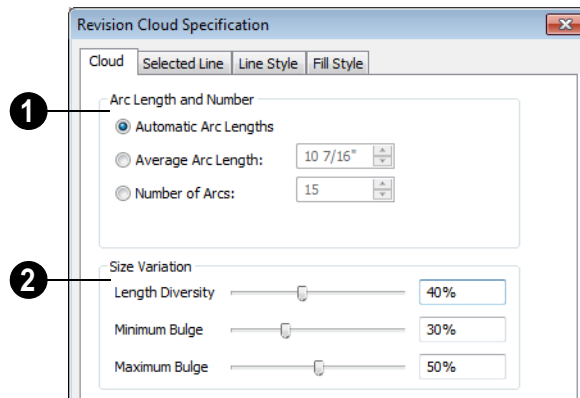 Revision Cloud Specification
Cloud Selected Line Line Style Fill Style
1 Arc Length and Number
Automatic Arc Lengths
Average Arc Length: 10 7/16"
Number of Arcs: 15
2 Size Variation
Length Diversity 40%
Minimum Bulge 30%
Maximum Bulge 50%